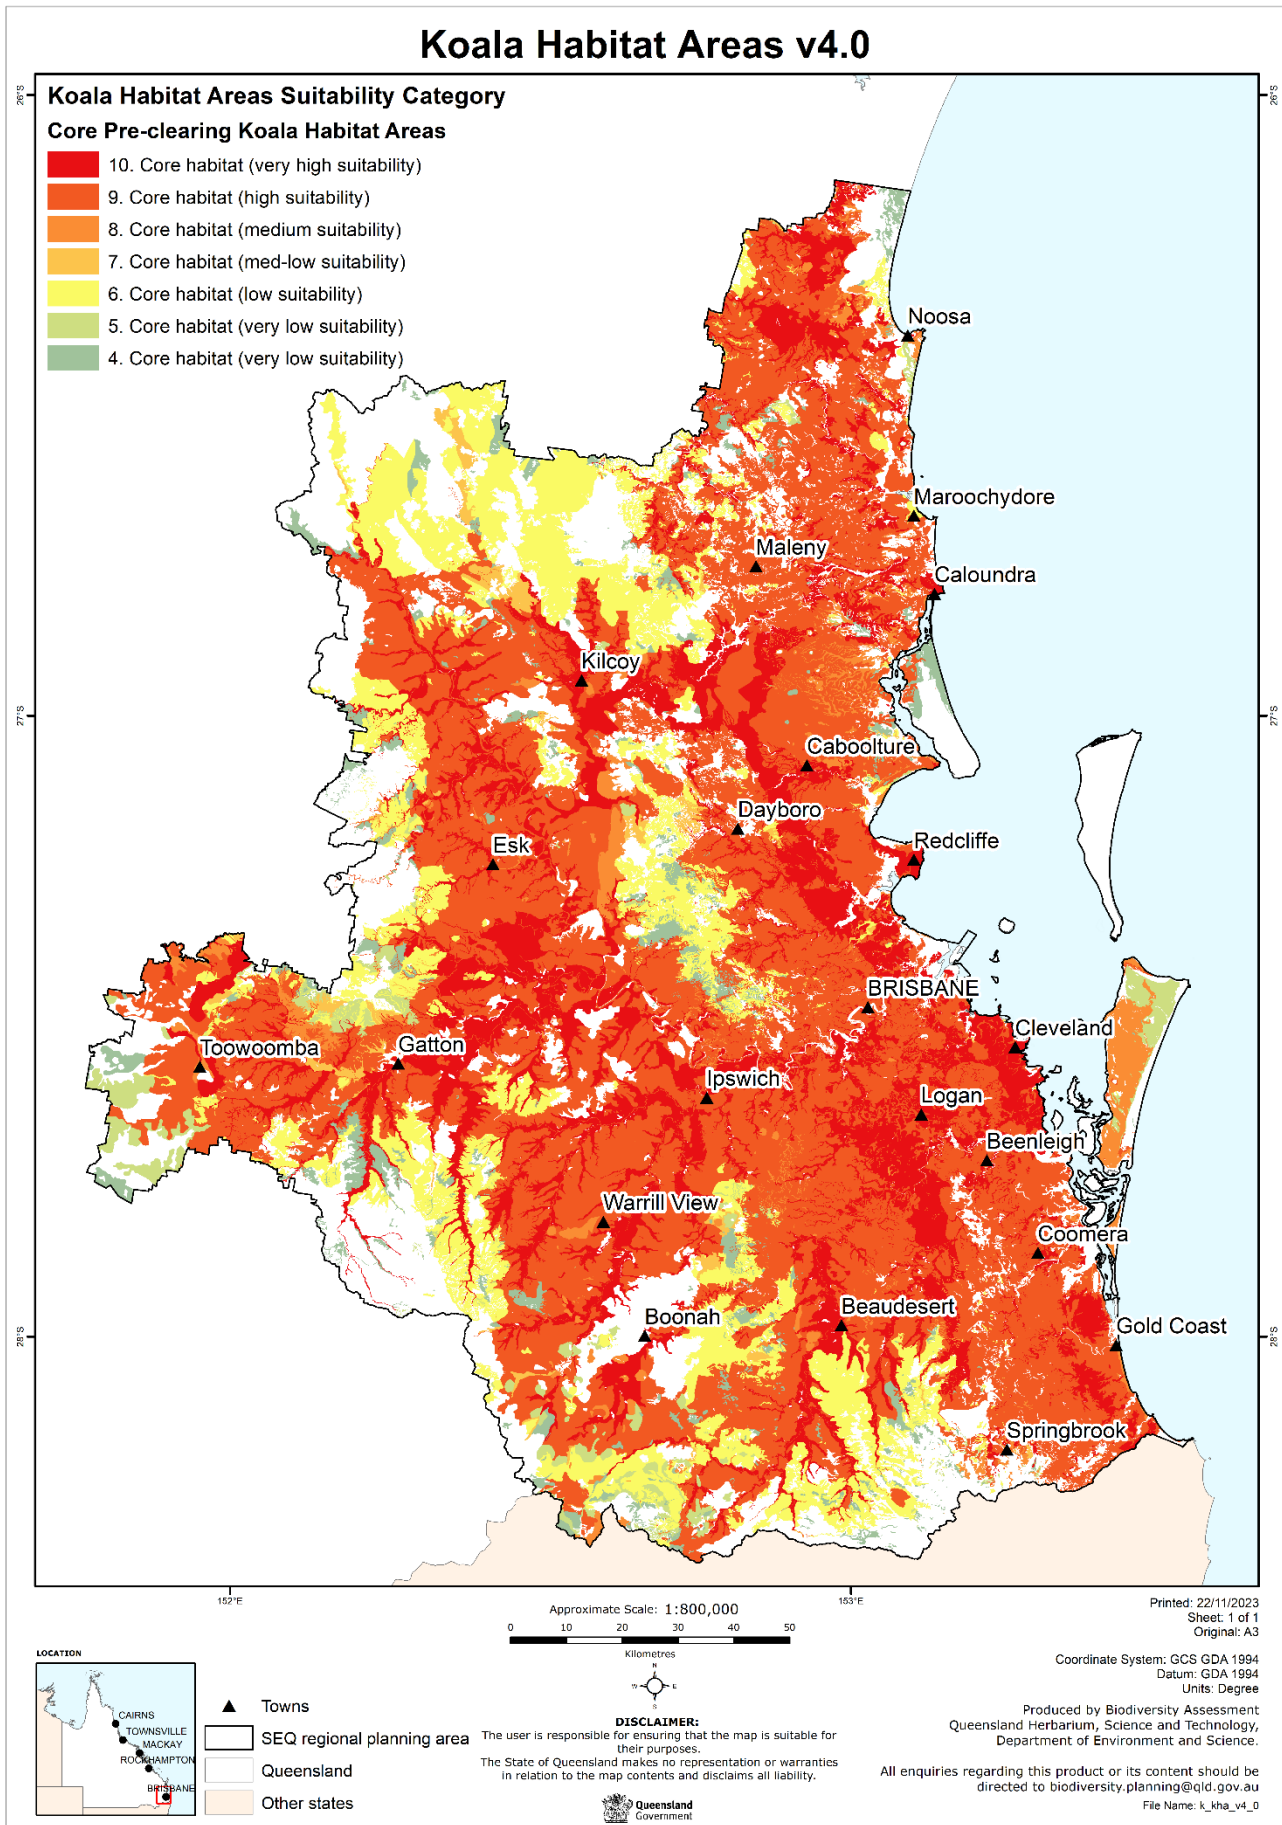 Koala Habitat Areas v4.0
Koala Habitat Areas Suitability Category
Core Pre-clearing Koala Habitat Areas
10. Core habitat (very high suitability)
9. Core habitat (high suitability)
8. Core habitat (medium suitability)
7. Core habitat (med-low suitability)
6. Core habitat (low suitability)
5. Core habitat (very low suitability)
4. Core habitat (very low suitability)
26°S
26°S
Noosa
Maroochydore
Maleny
Caloundra
Kilcoy
27°S
27°S
Caboolture
Dayboro
Redcliffe
Esk
BRISBANE
Cleveland
Toowoomba
Gatton
Ipswich
Logan
Beenleigh
Warrill View
Coomera
Beaudesert
Boonah
Gold Coast
28°S
28°S
Springbrook
152°E
153°E
Approximate Scale: 1:800,000
0 10 20 30 40 50
Kilometres
N
W E
S
Printed: 22/11/2023
Sheet: 1 of 1
Original: A3
Coordinate System: GCS GDA 1994
Datum: GDA 1994
Units: Degree
Produced by Biodiversity Assessment
Queensland Herbarium, Science and Technology,
Department of Environment and Science.
All enquiries regarding this product or its content should be
directed to biodiversity.planning@qld.gov.au
File Name: k_kha_v4_0
LOCATION
CAIRNS
TOWNSVILLE
MACKAY
ROCKHAMPTON
BRISBANE
Towns
SEQ regional planning area
Queensland
Other states
DISCLAIMER:
The user is responsible for ensuring that the map is suitable for
their purposes.
The State of Queensland makes no representation or warranties
in relation to the map contents and disclaims all liability.
Queensland
Government